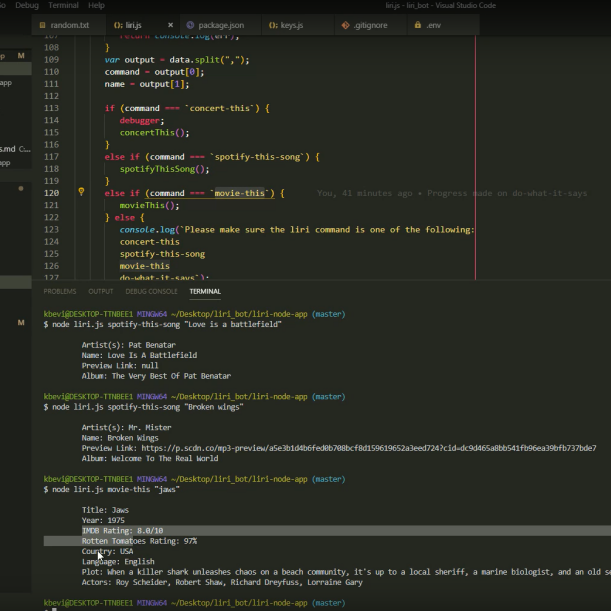 Debug Terminal Help
liri.js - liri_bot - Visual Studio Code
random.txt liri.js × package.json keys.js .gitignore .env
108 }
109 var output = data.split(",");
110 command = output[0];
111 name = output[1];
112
113 if (command === `concert-this`) {
114 debugger;
115 concertThis();
116 }
117 else if (command === `spotify-this-song`) {
118 spotifyThisSong();
119 }
120 else if (command === `movie-this`) { You, 41 minutes ago • Progress made on do-what-it-says
121 movieThis();
122 } else {
123 console.log(`Please make sure the liri command is one of the following:
124 concert-this
125 spotify-this-song
126 movie-this
127 do-what-it-says`);
PROBLEMS OUTPUT DEBUG CONSOLE TERMINAL
kbevi@DESKTOP-TTNBEE1 MINGW64 ~/Desktop/liri_bot/liri-node-app (master)
$ node liri.js spotify-this-song "Love is a battlefield"
Artist(s): Pat Benatar
Name: Love Is A Battlefield
Preview Link: null
Album: The Very Best Of Pat Benatar
kbevi@DESKTOP-TTNBEE1 MINGW64 ~/Desktop/liri_bot/liri-node-app (master)
$ node liri.js spotify-this-song "Broken wings"
Artist(s): Mr. Mister
Name: Broken Wings
Preview Link: https://p.scdn.co/mp3-preview/a5e3b1d4b6fed0b708bcf8d159619652a3eed724?cid=dc9d465a8bb541fb96ea39bfb737bde7
Album: Welcome To The Real World
kbevi@DESKTOP-TTNBEE1 MINGW64 ~/Desktop/liri_bot/liri-node-app (master)
$ node liri.js movie-this "jaws"
Title: Jaws
Year: 1975
IMDB Rating: 8.0/10
Rotten Tomatoes Rating: 97%
Country: USA
Language: English
Plot: When a killer shark unleashes chaos on a beach community, it's up to a local sheriff, a marine biologist, and an old
Actors: Roy Scheider, Robert Shaw, Richard Dreyfuss, Lorraine Gary
kbevi@DESKTOP-TTNBEE1 MINGW64 ~/Desktop/liri_bot/liri-node-app (master)